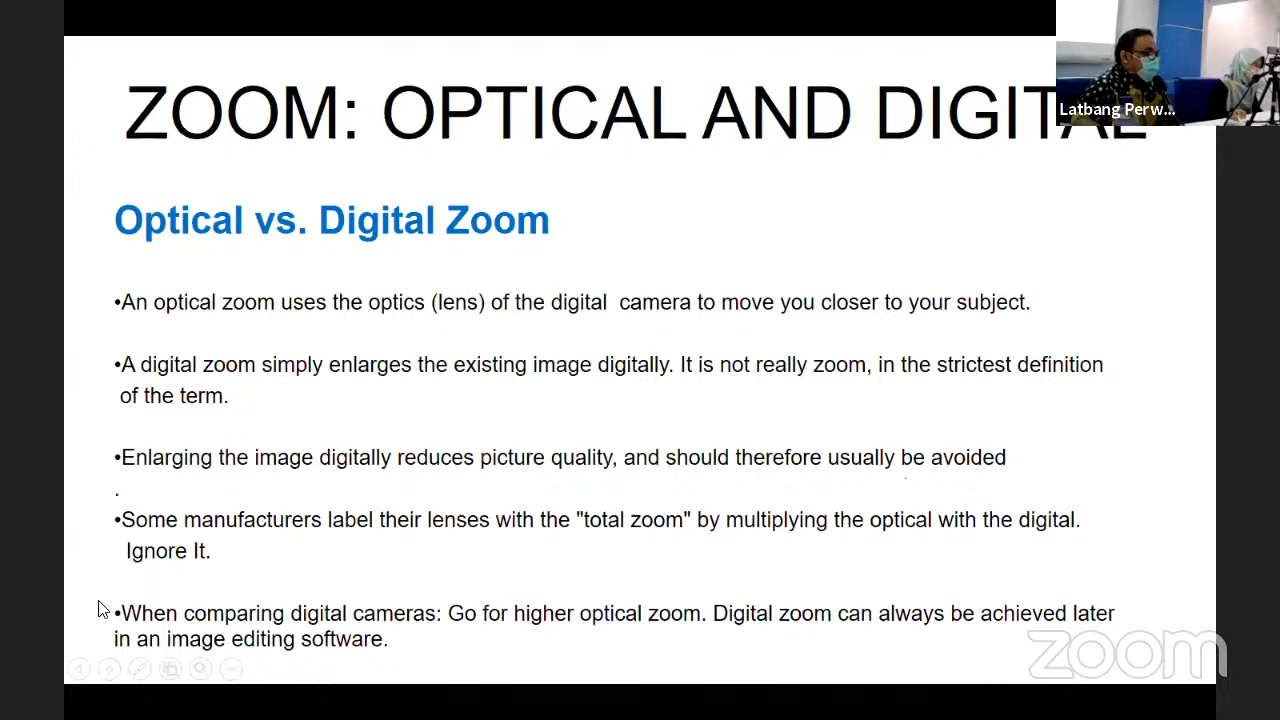 ZOOM: OPTICAL AND DIGITAL
Latbang Perw...
Optical vs. Digital Zoom
•An optical zoom uses the optics (lens) of the digital  camera to move you closer to your subject.
•A digital zoom simply enlarges the existing image digitally. It is not really zoom, in the strictest definition
of the term.
•Enlarging the image digitally reduces picture quality, and should therefore usually be avoided
.
•Some manufacturers label their lenses with the "total zoom" by multiplying the optical with the digital.
Ignore It.
•When comparing digital cameras: Go for higher optical zoom. Digital zoom can always be achieved later
in an image editing software.
zoom